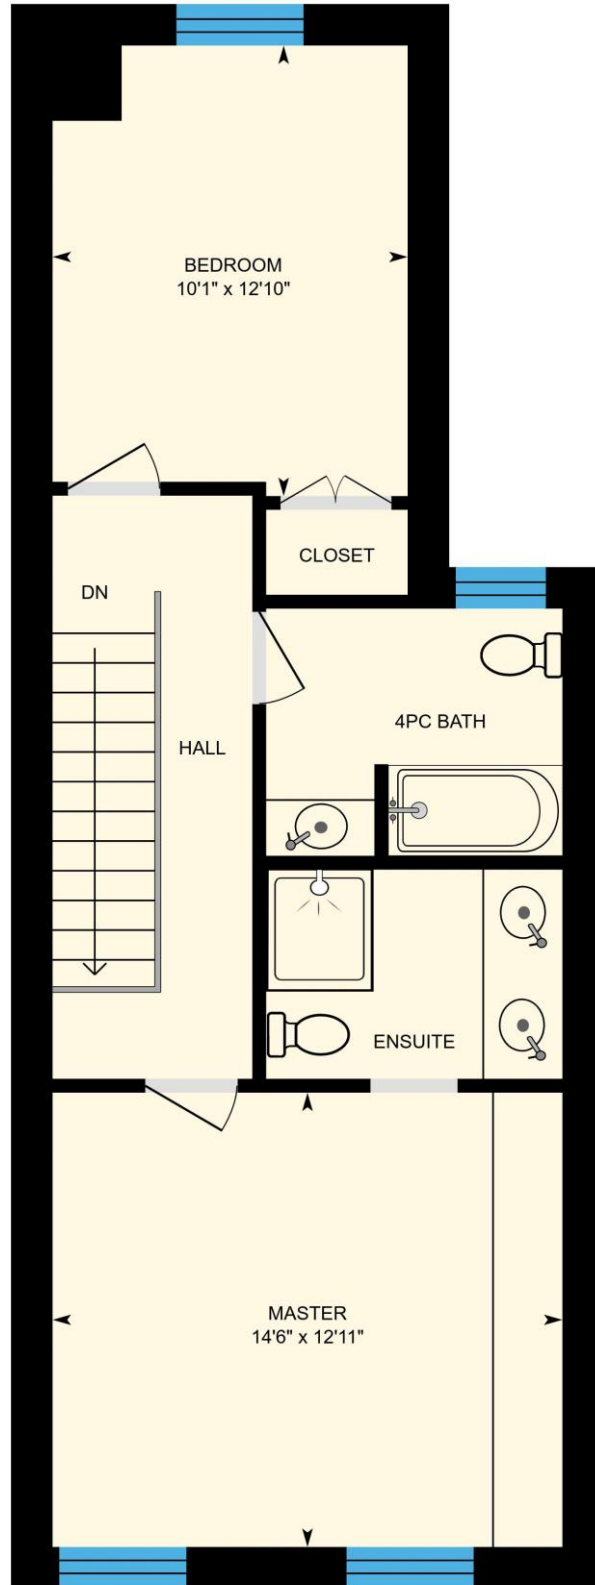 BEDROOM
10'1" x 12'10"
CLOSET
DN
HALL
4PC BATH
ENSUITE
MASTER
14'6" x 12'11"